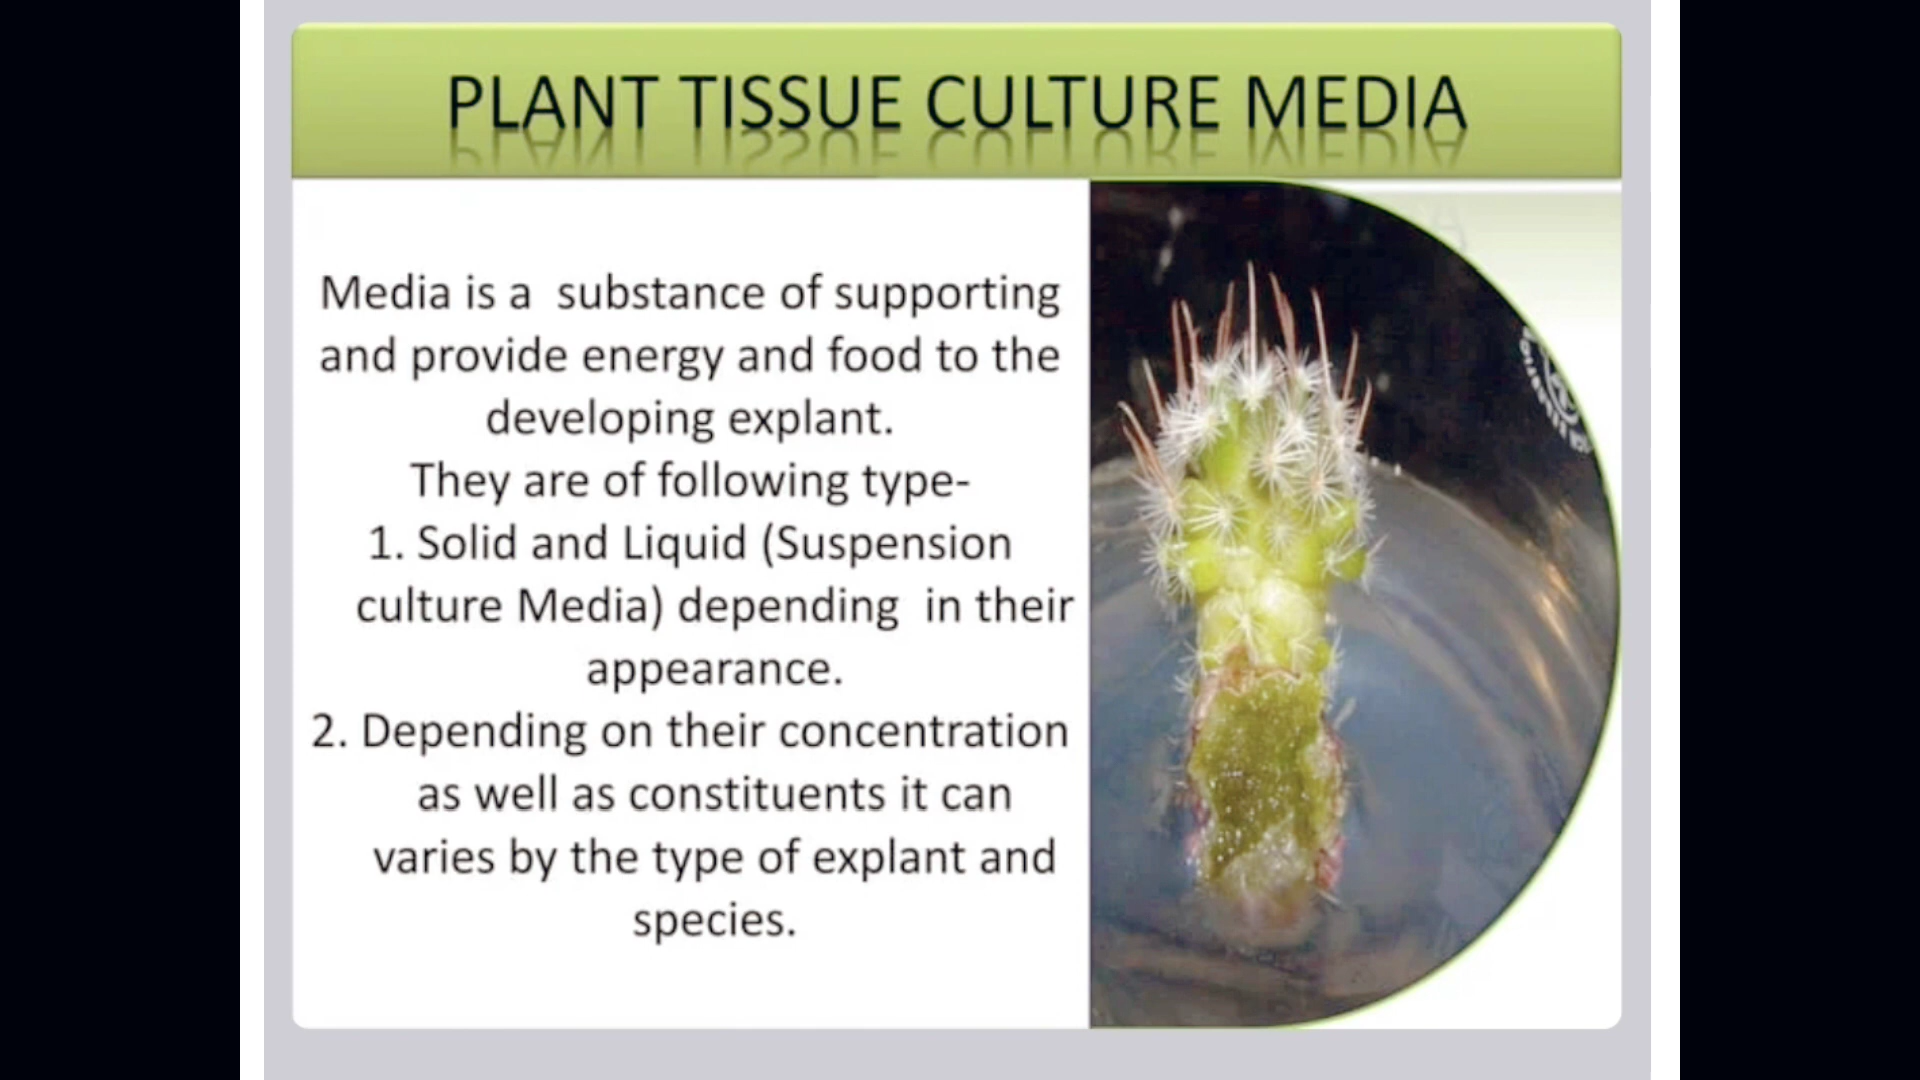 PLANT TISSUE CULTURE MEDIA
Media is a substance of supporting
and provide energy and food to the
developing explant.
They are of following type-
1. Solid and Liquid (Suspension
culture Media) depending in their
appearance.
2. Depending on their concentration
as well as constituents it can
varies by the type of explant and
species.